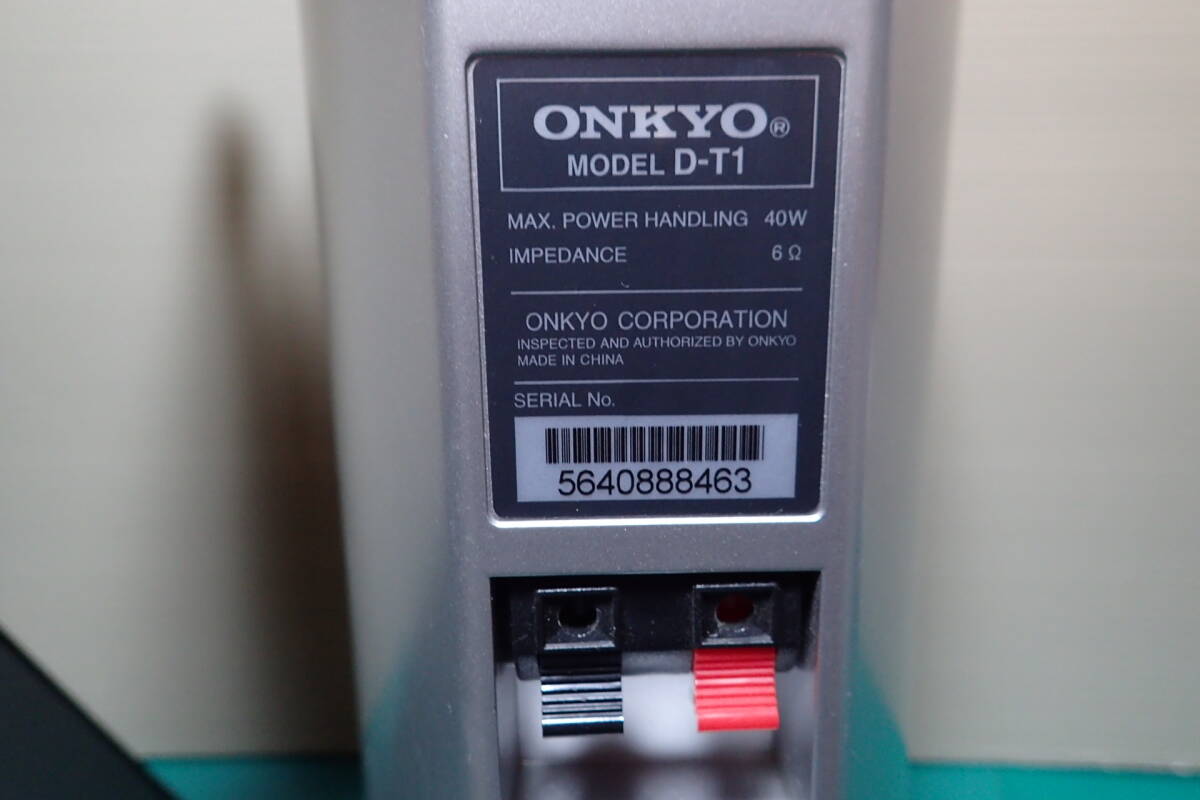 ONKYO®
MODEL D-T1
MAX. POWER HANDLING 40W
IMPEDANCE 6 Ω
ONKYO CORPORATION
INSPECTED AND AUTHORIZED BY ONKYO
MADE IN CHINA
SERIAL No.
5640888463